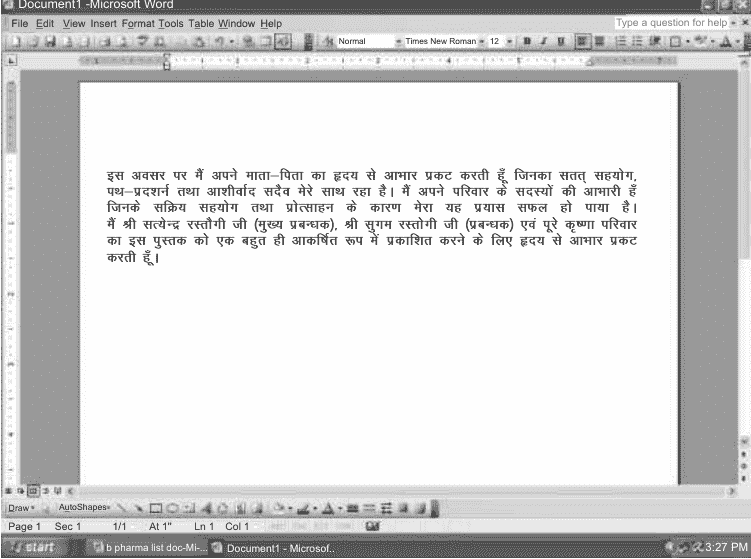 Document1 -Microsoft Word
File Edit View Insert Format Tools Table Window Help
Type a question for help
Normal Times New Roman 12 B I U
इस अवसर पर मैं अपने माता–पिता का हृदय से आभार प्रकट करती हूँ जिनका सतत् सहयोग,
पथ–प्रदशर्न तथा आशीर्वाद सदैव मेरे साथ रहा है। मैं अपने परिवार के सदस्यों की आभारी हूँ
जिनके सक्रिय सहयोग तथा प्रोत्साहन के कारण मेरा यह प्रयास सफल हो पाया है।
मैं श्री सत्येन्द्र रस्तौगी जी (मुख्य प्रबन्धक), श्री सुगम रस्तोगी जी (प्रबन्धक) एवं पूरे कृष्णा परिवार
का इस पुस्तक को एक बहुत ही आकर्षित रूप में प्रकाशित करने के लिए हृदय से आभार प्रकट
करती हूँ।
Draw AutoShapes
Page 1 Sec 1 1/1 At 1" Ln 1 Col 1
start b pharma list doc-Mi-... Document1 - Microsof.. 3:27 PM